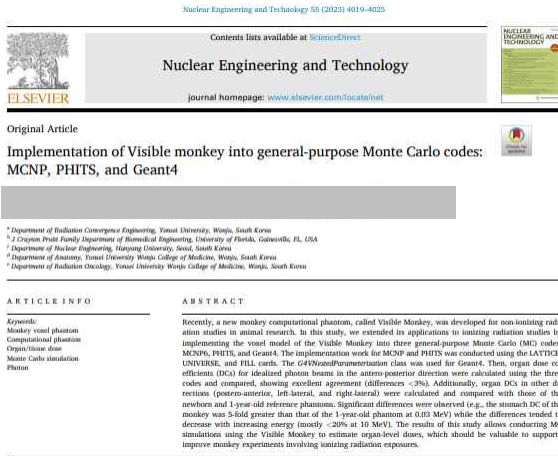 Nuclear Engineering and Technology 55 (2023) 4019–4025
Contents lists available at ScienceDirect
Nuclear Engineering and Technology
journal homepage: www.elsevier.com/locate/net
ELSEVIER
NUCLEAR
ENGINEERING AND
TECHNOLOGY
Original Article
Check for
updates
Implementation of Visible monkey into general-purpose Monte Carlo codes:
MCNP, PHITS, and Geant4
a Department of Radiation Convergence Engineering, Yonsei University, Wonju, South Korea
b J Crayton Pruitt Family Department of Biomedical Engineering, University of Florida, Gainesville, FL, USA
c Department of Nuclear Engineering, Hanyang University, Seoul, South Korea
d Department of Anatomy, Yonsei University Wonju College of Medicine, Wonju, South Korea
e Department of Radiation Oncology, Yonsei University Wonju College of Medicine, Wonju, South Korea
ARTICLE INFO
Keywords:
Monkey voxel phantom
Computational phantom
Organ/tissue dose
Monte Carlo simulation
Photon
ABSTRACT
Recently, a new monkey computational phantom, called Visible Monkey, was developed for non-ionizing radi
ation studies in animal research. In this study, we extended its applications to ionizing radiation studies b
implementing the voxel model of the Visible Monkey into three general-purpose Monte Carlo (MC) codes
MCNP6, PHITS, and Geant4. The implementation work for MCNP and PHITS was conducted using the LATTICE
UNIVERSE, and FILL cards. The G4VNestedParameterisation class was used for Geant4. Then, organ dose co
efficients (DCs) for idealized photon beams in the antero-posterior direction were calculated using the three
codes and compared, showing excellent agreement (differences <3%). Additionally, organ DCs in other di
rections (postero-anterior, left-lateral, and right-lateral) were calculated and compared with those of th
newborn and 1-year-old reference phantoms. Significant differences were observed (e.g., the stomach DC of th
monkey was 5-fold greater than that of the 1-year-old phantom at 0.03 MeV) while the differences tended t
decrease with increasing energy (mostly <20% at 10 MeV). The results of this study allows conducting M
simulations using the Visible Monkey to estimate organ-level doses, which should be valuable to support
improve monkey experiments involving ionizing radiation exposures.